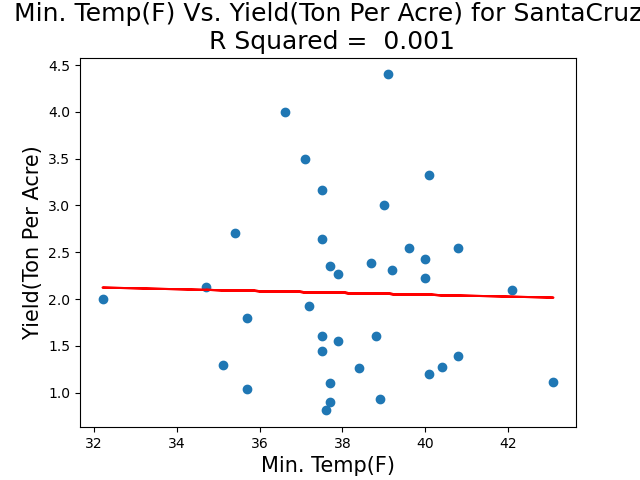 Min. Temp(F) Vs. Yield(Ton Per Acre) for SantaCruz
R Squared =  0.001
4.5
4.0
3.5
3.0
2.5
2.0
1.5
1.0
Yield(Ton Per Acre)
32 34 36 38 40 42
Min. Temp(F)